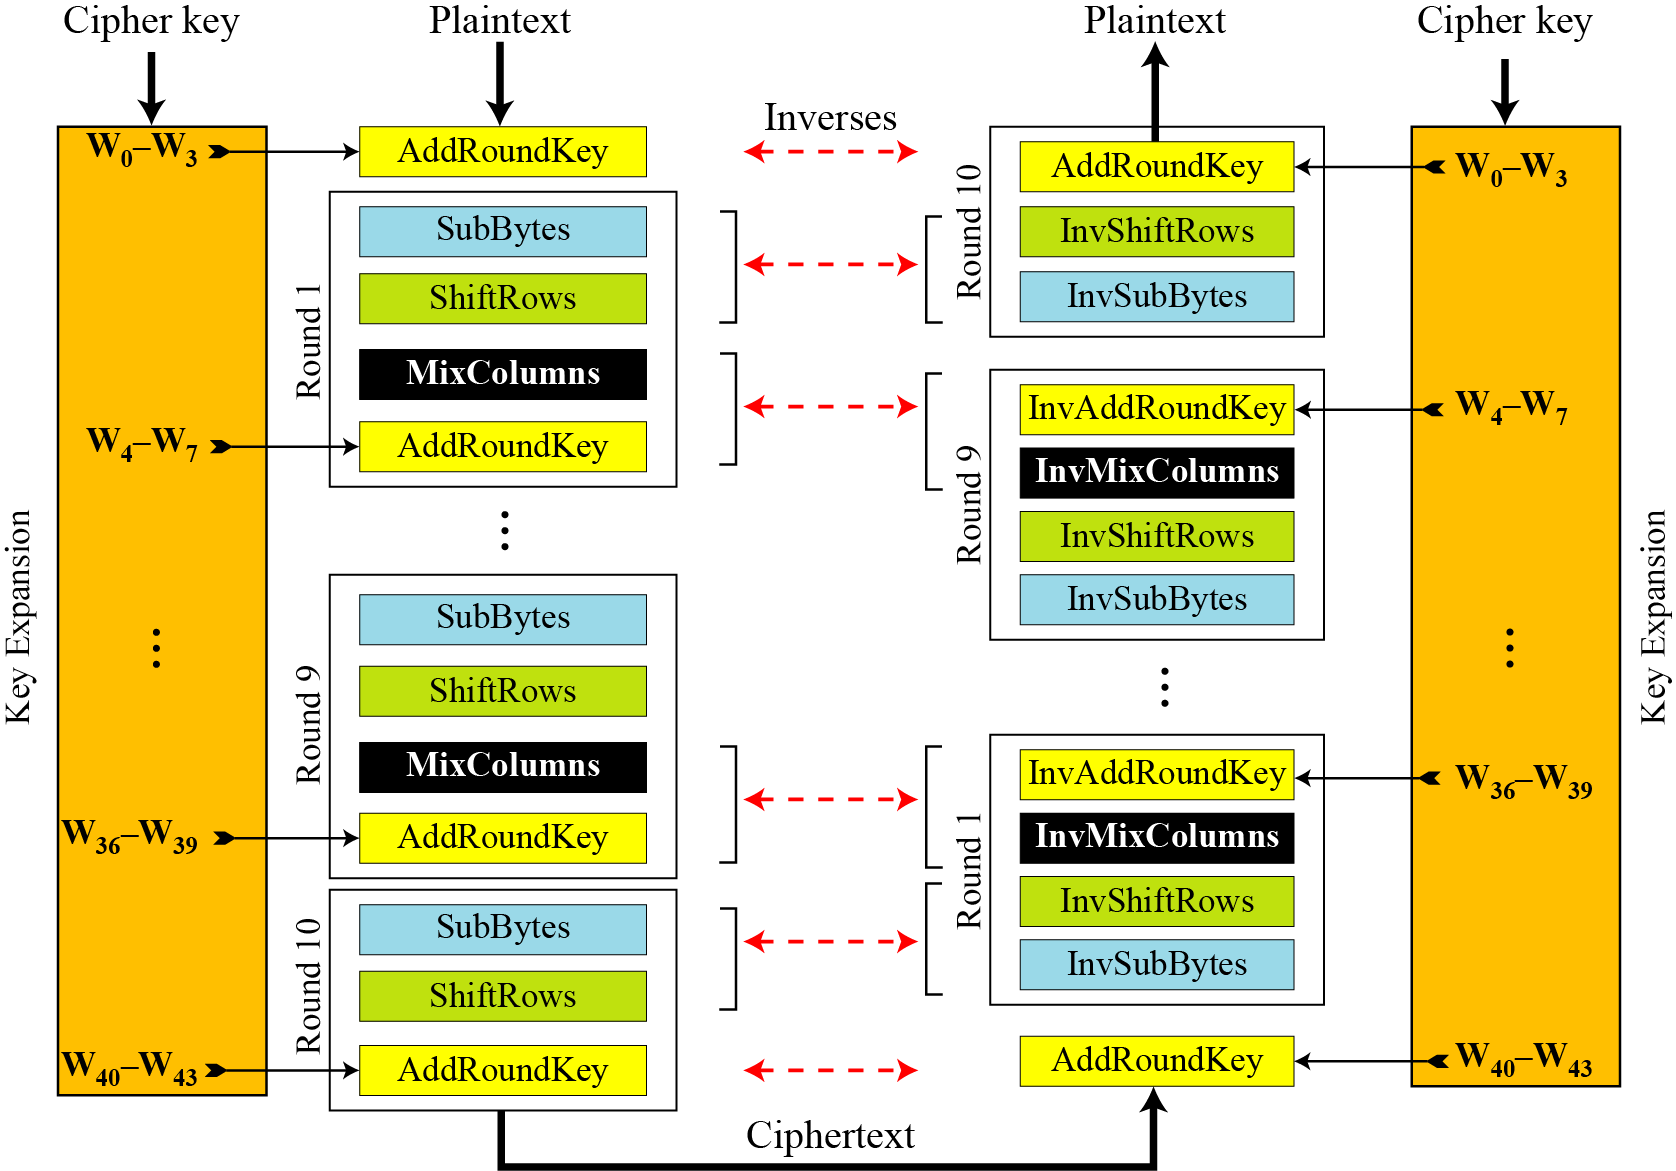 Cipher key
Plaintext
Plaintext
Cipher key
Inverses
Key Expansion
W0–W3
W4–W7
⋮
W36–W39
W40–W43
AddRoundKey
Round 1
SubBytes
ShiftRows
MixColumns
AddRoundKey
⋮
Round 9
SubBytes
ShiftRows
MixColumns
AddRoundKey
Round 10
SubBytes
ShiftRows
AddRoundKey
Ciphertext
Round 10
AddRoundKey
InvShiftRows
InvSubBytes
Round 9
InvAddRoundKey
InvMixColumns
InvShiftRows
InvSubBytes
⋮
Round 1
InvAddRoundKey
InvMixColumns
InvShiftRows
InvSubBytes
AddRoundKey
W0–W3
W4–W7
⋮
W36–W39
W40–W43
Key Expansion